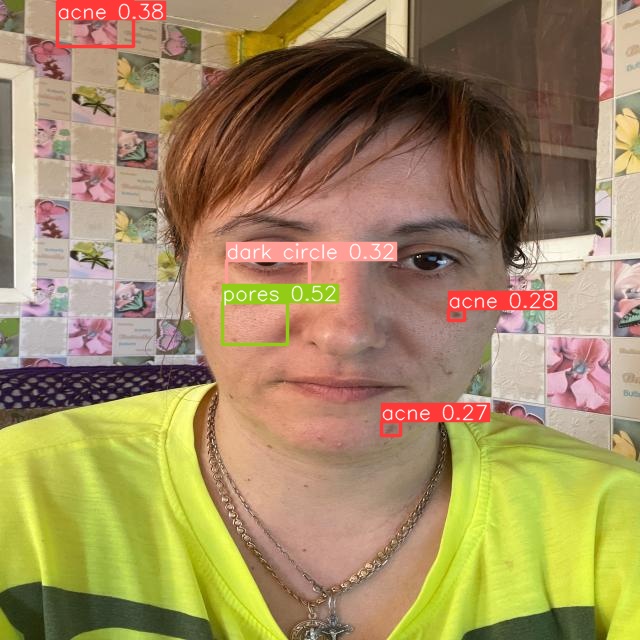 acne 0.38
dark circle 0.32
pores 0.52
acne 0.28
acne 0.27